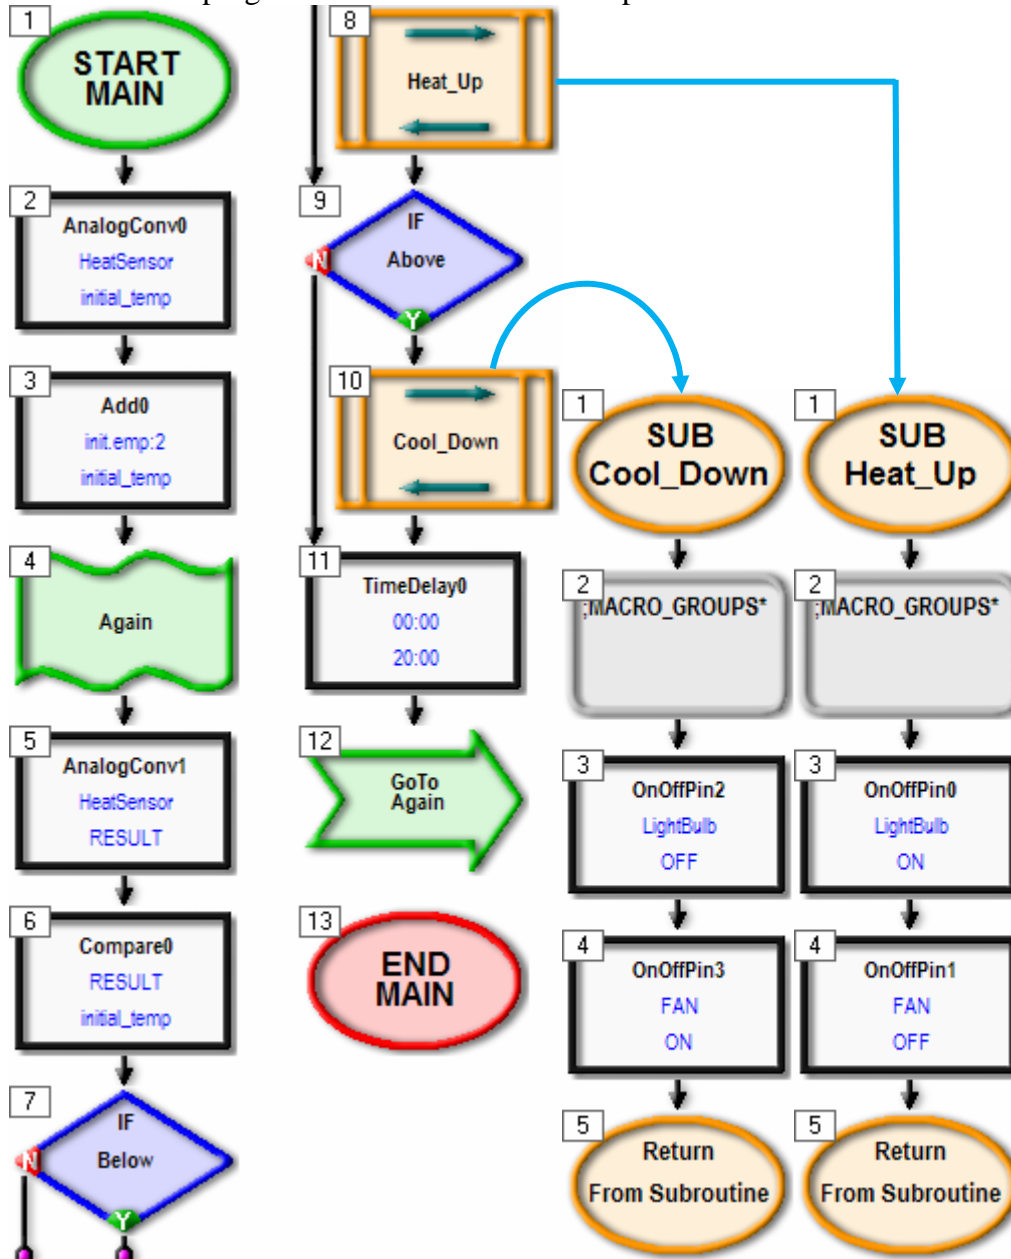 1
START
MAIN
2
AnalogConv0
HeatSensor
initial_temp
3
Add0
init.emp:2
initial_temp
4
Again
5
AnalogConv1
HeatSensor
RESULT
6
Compare0
RESULT
initial_temp
7
IF
Below
N
Y
8
Heat_Up
9
IF
Above
N
Y
10
Cool_Down
11
TimeDelay0
00:00
20:00
12
GoTo
Again
13
END
MAIN
1
SUB
Cool_Down
2
;MACRO_GROUPS*
3
OnOffPin2
LightBulb
OFF
4
OnOffPin3
FAN
ON
5
Return
From Subroutine
1
SUB
Heat_Up
2
;MACRO_GROUPS*
3
OnOffPin0
LightBulb
ON
4
OnOffPin1
FAN
OFF
5
Return
From Subroutine